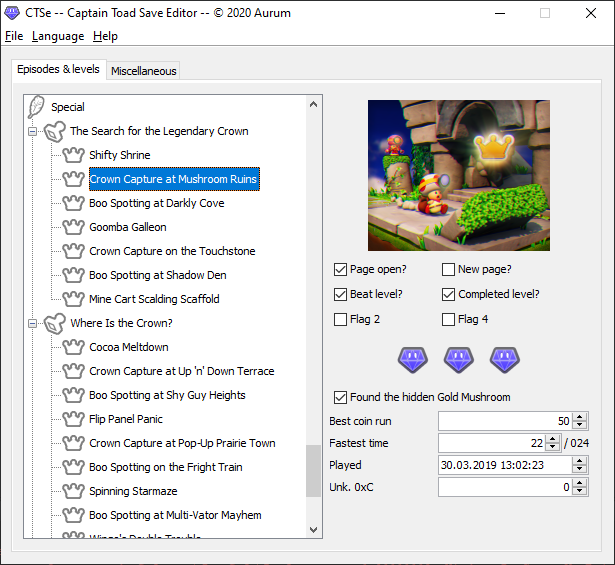 CTSe -- Captain Toad Save Editor -- © 2020 Aurum
File Language Help
Episodes & levels Miscellaneous
Special
The Search for the Legendary Crown
Shifty Shrine
Crown Capture at Mushroom Ruins
Boo Spotting at Darkly Cove
Goomba Galleon
Crown Capture on the Touchstone
Boo Spotting at Shadow Den
Mine Cart Scalding Scaffold
Where Is the Crown?
Cocoa Meltdown
Crown Capture at Up 'n' Down Terrace
Boo Spotting at Shy Guy Heights
Flip Panel Panic
Crown Capture at Pop-Up Prairie Town
Boo Spotting on the Fright Train
Spinning Starmaze
Boo Spotting at Multi-Vator Mayhem
Wingo's Double Trouble
Page open? New page?
Beat level? Completed level?
Flag 2 Flag 4
Found the hidden Gold Mushroom
Best coin run 50
Fastest time 22 / 024
Played 30.03.2019 13:02:23
Unk. 0xC 0